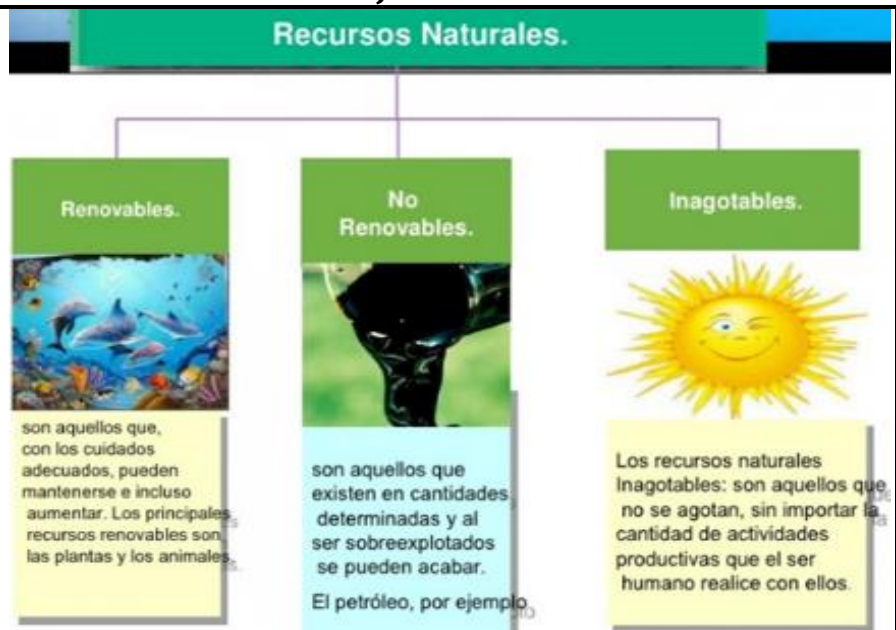 Recursos Naturales.
Renovables.
son aquellos que,
con los cuidados
adecuados, pueden
mantenerse e incluso
aumentar. Los principales
recursos renovables son
las plantas y los animales.
No
Renovables.
son aquellos que
existen en cantidades
determinadas y al
ser sobreexplotados
se pueden acabar.
El petróleo, por ejemplo
Inagotables.
Los recursos naturales
Inagotables: son aquellos que
no se agotan, sin importar la
cantidad de actividades
productivas que el ser
humano realice con ellos.